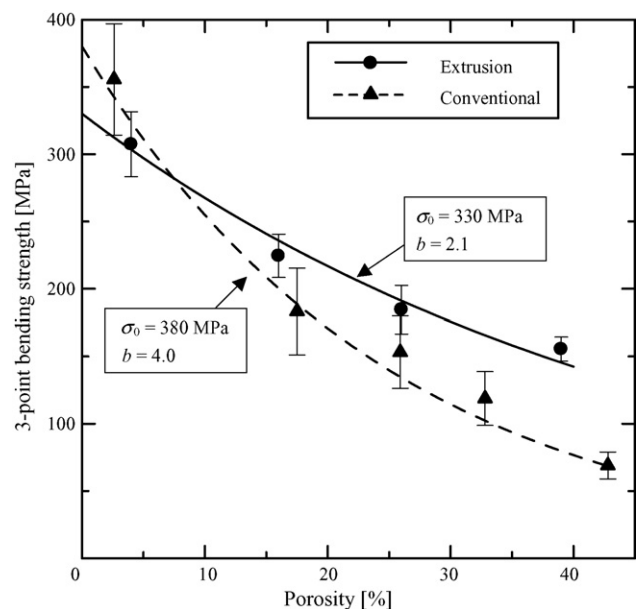 400
300
200
100
3-point bending strength [MPa]
Extrusion
Conventional
σ₀ = 330 MPa
b = 2.1
σ₀ = 380 MPa
b = 4.0
0
10
20
30
40
Porosity [%]